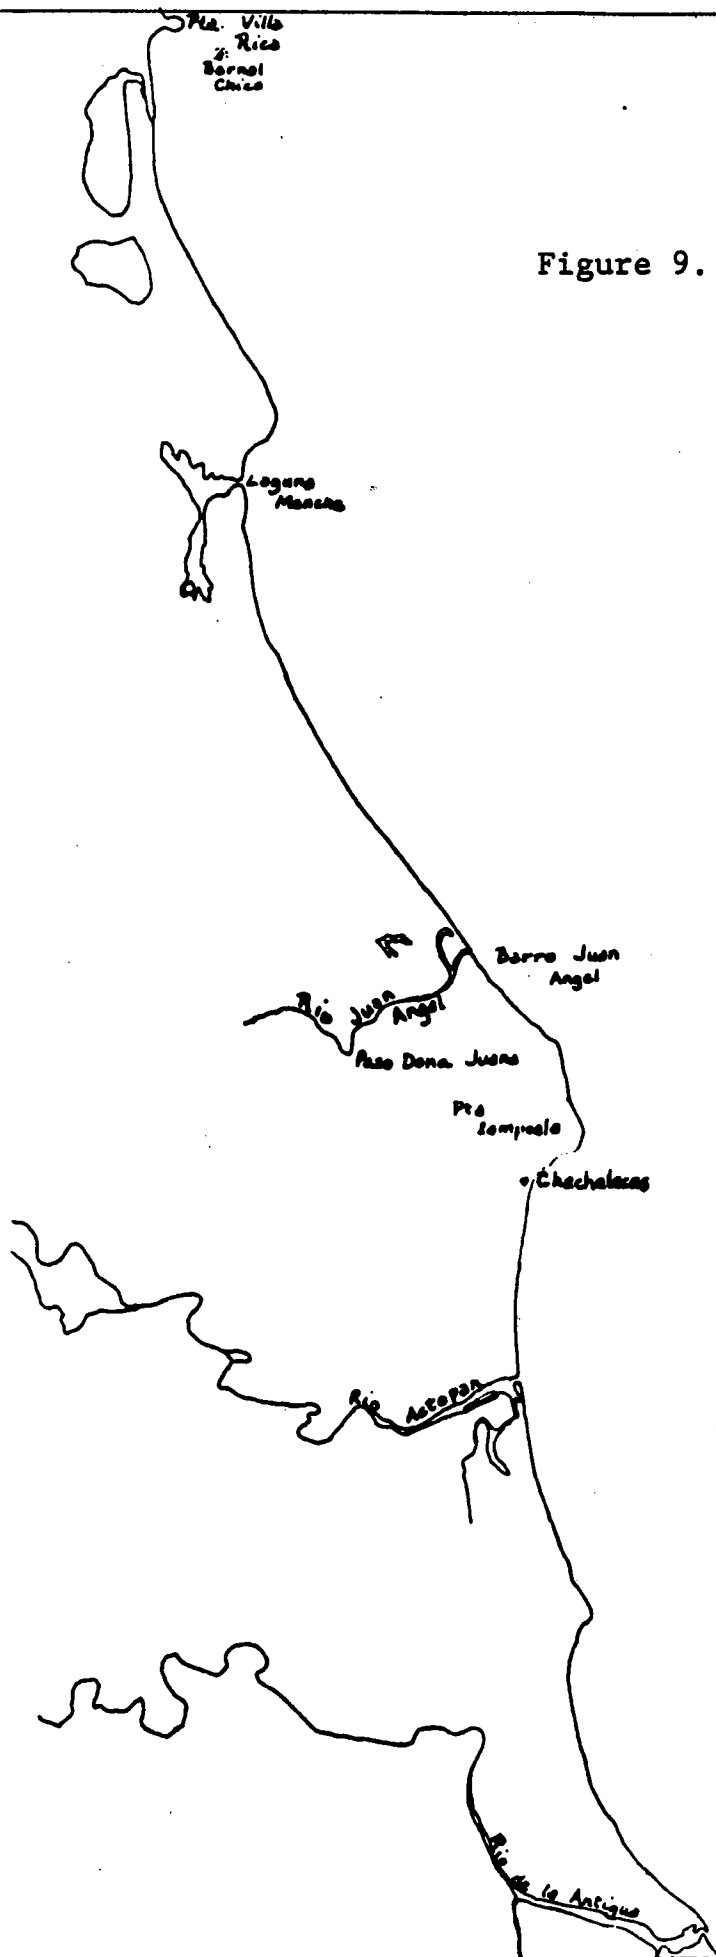 Pta. Villa
Rica
Bernal
Chico
Figure 9.
Laguna
Mancha
Barra Juan
Angel
Rio Juan
Angel
Paso Dona Juana
Pta
Zempoala
Chachalacas
Rio Actopan
Rio de la Antigua